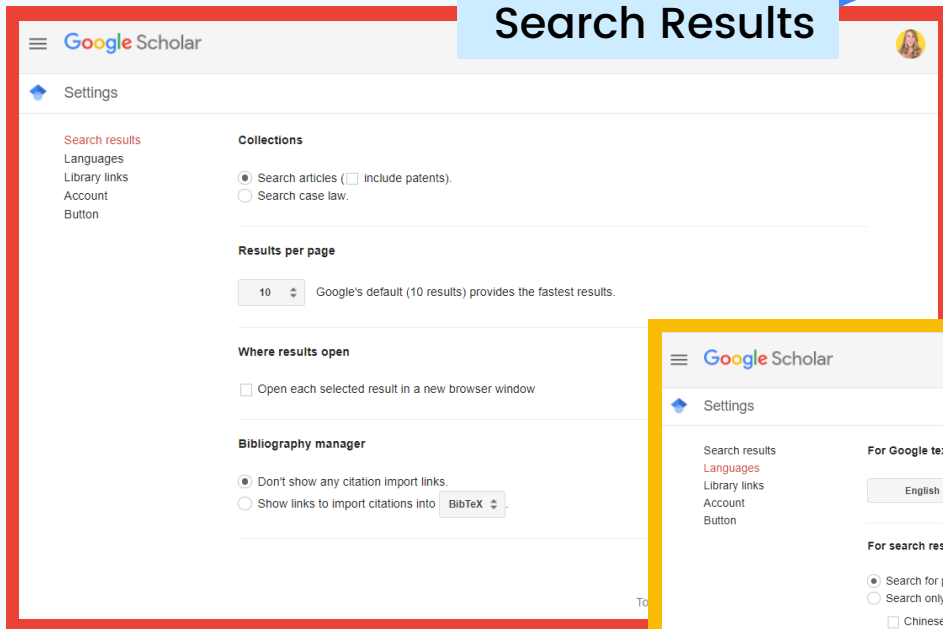 Search Results
Google Scholar
Settings
Search results
Languages
Library links
Account
Button
Collections
Search articles ( include patents).
Search case law.
Results per page
10 Google's default (10 results) provides the fastest results.
Where results open
Open each selected result in a new browser window
Bibliography manager
Don't show any citation import links.
Show links to import citations into BibTeX .
To
Google Scholar
Settings
Search results
Languages
Library links
Account
Button
For Google tex
English
For search res
Search for p
Search only
Chinese